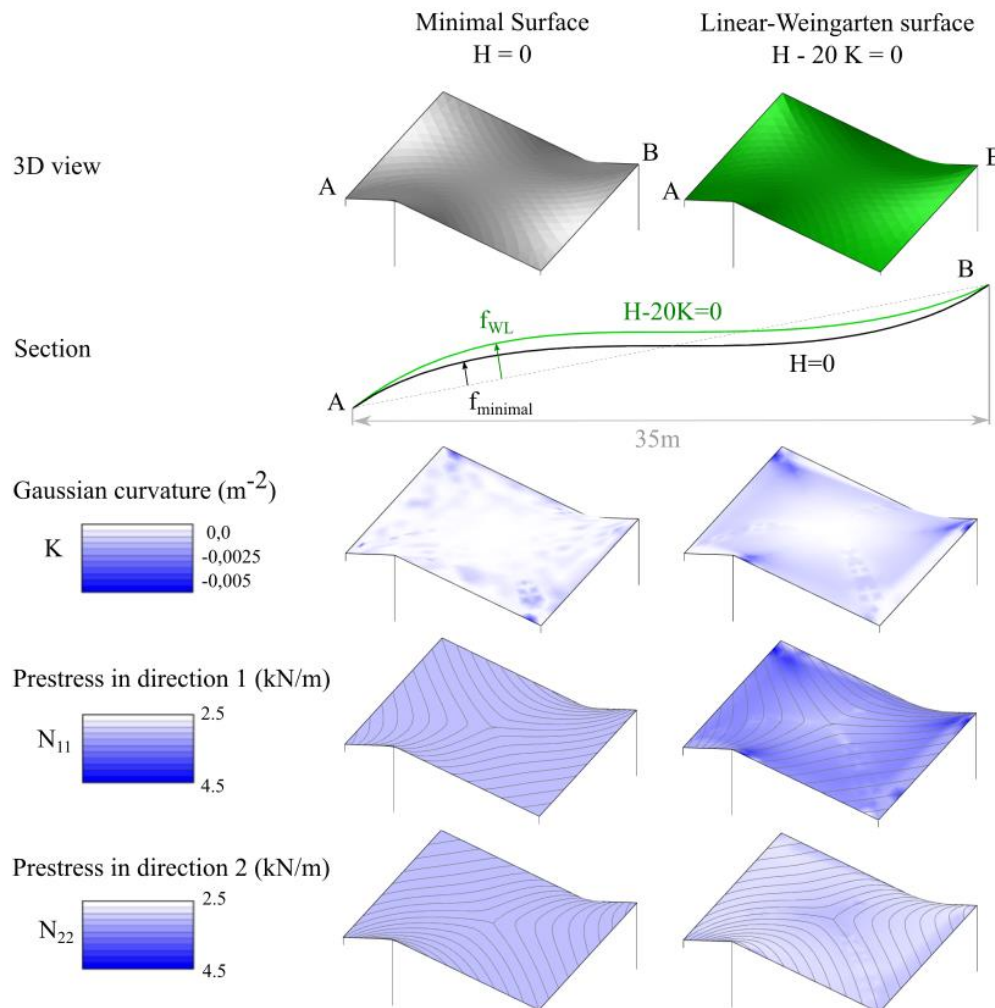 Minimal Surface
H = 0
Linear-Weingarten surface
H - 20 K = 0
3D view
A
B
A
B
Section
A
B
f_WL
H-20K=0
H=0
f_minimal
35m
Gaussian curvature (m⁻²)
K
0,0
-0,0025
-0,005
Prestress in direction 1 (kN/m)
N₁₁
2.5
4.5
Prestress in direction 2 (kN/m)
N₂₂
2.5
4.5